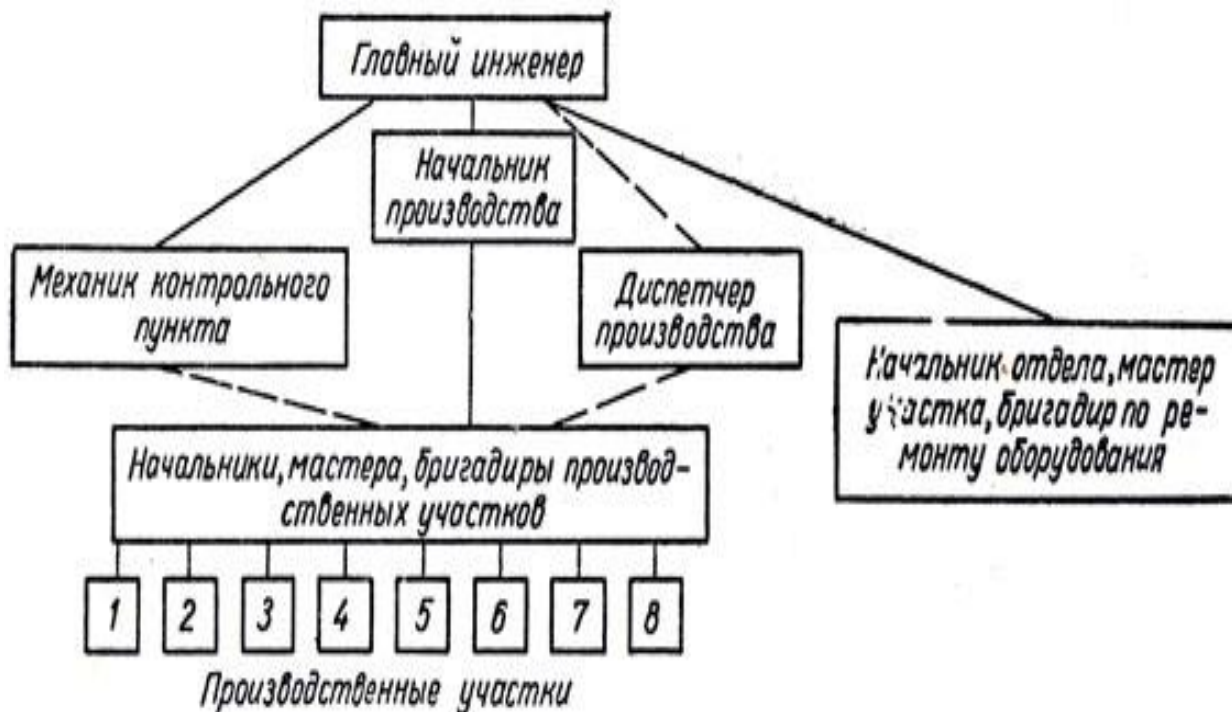 Главный инженер
Начальник
производства
Механик контрольного
пункта
Диспетчер
производства
Начальник отдела, мастер
участка, бригадир по ре-
монту оборудования
Начальники, мастера, бригадиры производ-
ственных участков
1 2 3 4 5 6 7 8
Производственные участки